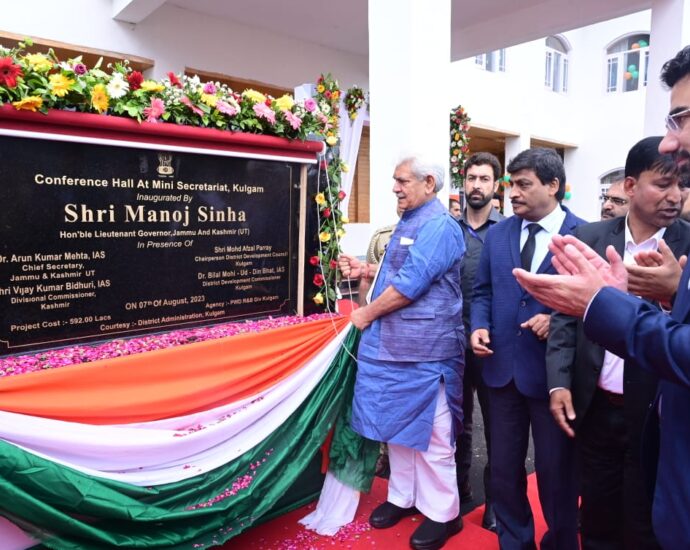 Conference Hall At Mini Secretariat, Kulgam
Inaugurated By
Shri Manoj Sinha
Hon'ble Lieutenant Governor,Jammu And Kashmir (UT)
In Presence Of
Dr. Arun Kumar Mehta, IAS
Chief Secretary,
Jammu & Kashmir UT
hri Vijay Kumar Bidhuri, IAS
Divisional Commissioner,
Kashmir
Shri Mohd Afzal Parray
Chairperson District Development Council
Kulgam
Dr. Bilal Mohi - Ud - Din Bhat, IAS
District Development Commissioner
Kulgam
ON 07th Of August, 2023
Project Cost :- 592.00 Lacs
Agency :- PWD R&B Div Kulgam
Courtesy :- District Administration, Kulgam